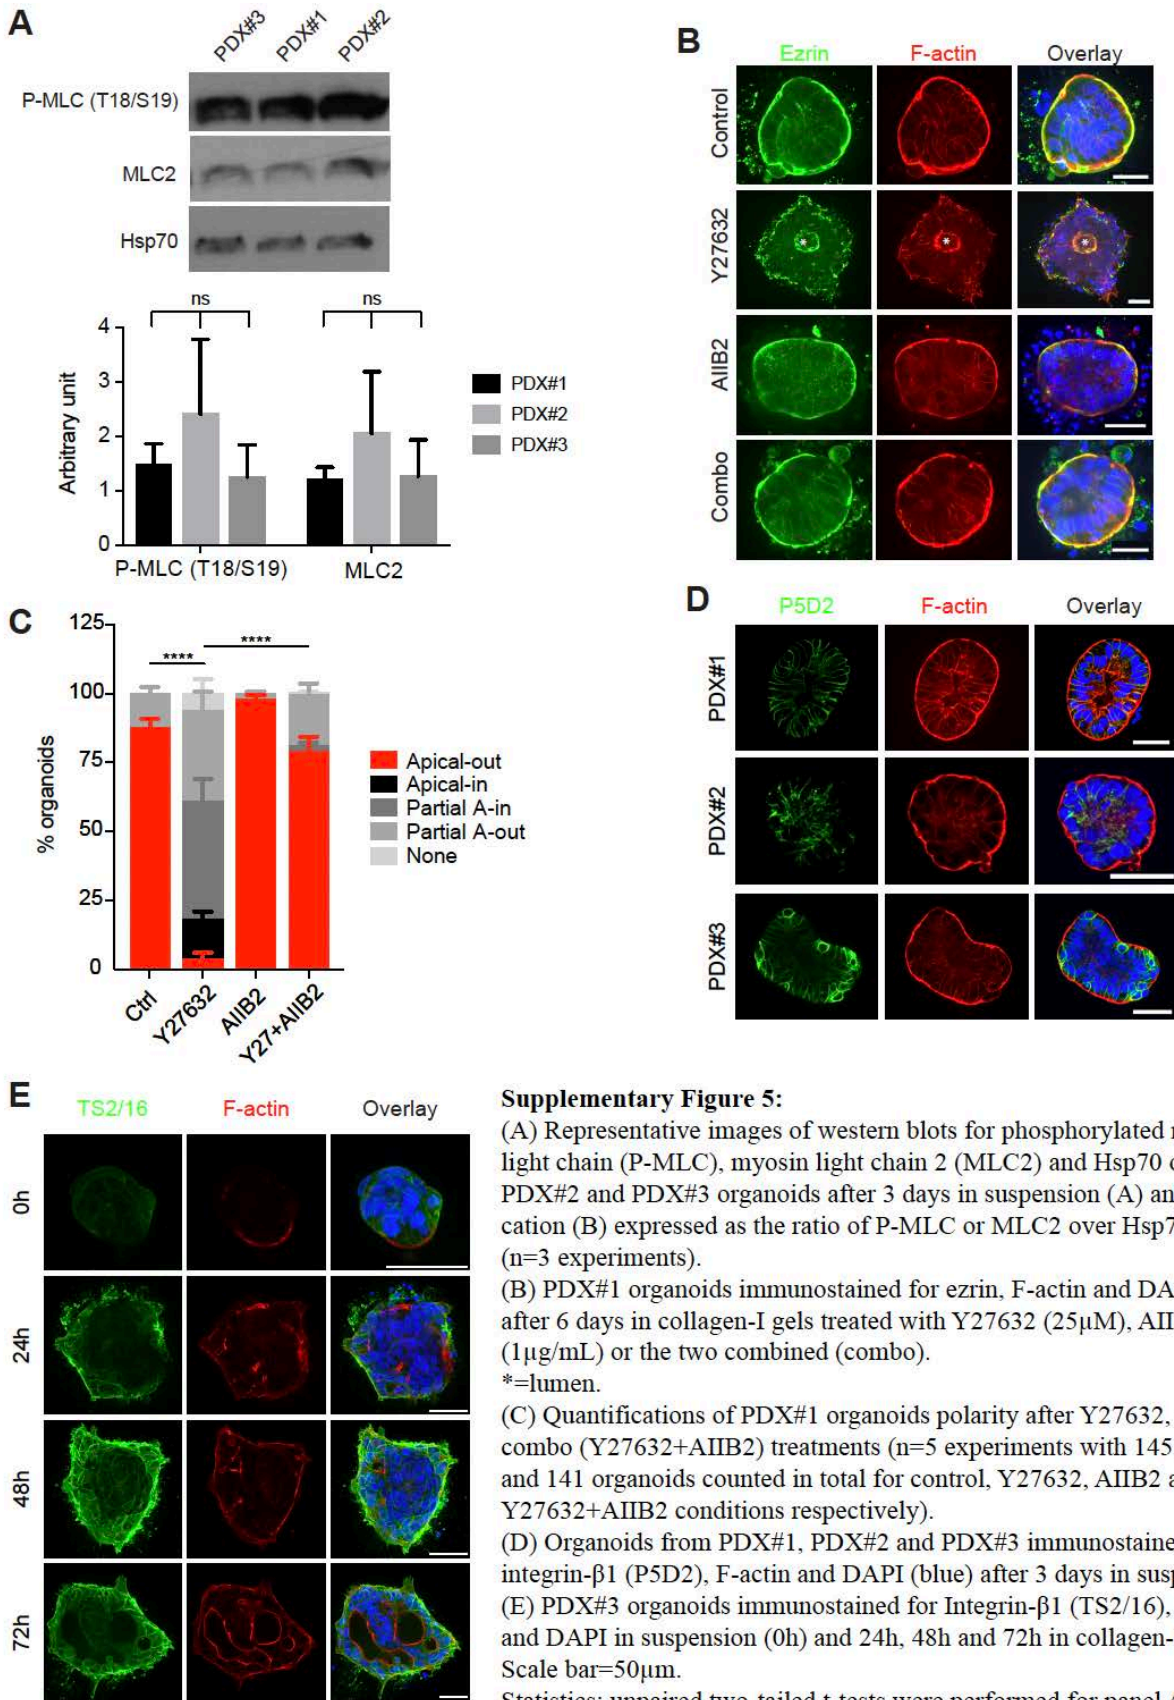 A
PDX#3 PDX#1 PDX#2
P-MLC (T18/S19)
MLC2
Hsp70
ns ns
4
3
2
1
0
Arbitrary unit
PDX#1
PDX#2
PDX#3
P-MLC (T18/S19) MLC2
B
Ezrin F-actin Overlay
Control
Y27632
*
*
*
AIIB2
Combo
C
125
100
75
50
25
0
% organoids
**** ****
Apical-out
Apical-in
Partial A-in
Partial A-out
None
Ctrl Y27632 AIIB2 Y27+AIIB2
D
P5D2 F-actin Overlay
PDX#1
PDX#2
PDX#3
E
TS2/16 F-actin Overlay
0h
24h
48h
72h
Supplementary Figure 5:
(A) Representative images of western blots for phosphorylated
light chain (P-MLC), myosin light chain 2 (MLC2) and Hsp70
PDX#2 and PDX#3 organoids after 3 days in suspension (A) an
cation (B) expressed as the ratio of P-MLC or MLC2 over Hsp7
(n=3 experiments).
(B) PDX#1 organoids immunostained for ezrin, F-actin and DA
after 6 days in collagen-I gels treated with Y27632 (25µM), AII
(1µg/mL) or the two combined (combo).
*=lumen.
(C) Quantifications of PDX#1 organoids polarity after Y27632,
combo (Y27632+AIIB2) treatments (n=5 experiments with 145
and 141 organoids counted in total for control, Y27632, AIIB2 a
Y27632+AIIB2 conditions respectively).
(D) Organoids from PDX#1, PDX#2 and PDX#3 immunostaine
integrin-β1 (P5D2), F-actin and DAPI (blue) after 3 days in susp
(E) PDX#3 organoids immunostained for Integrin-β1 (TS2/16),
and DAPI in suspension (0h) and 24h, 48h and 72h in collagen-
Scale bar=50µm.
Statistics: unpaired two-tailed t-tests were performed for panel